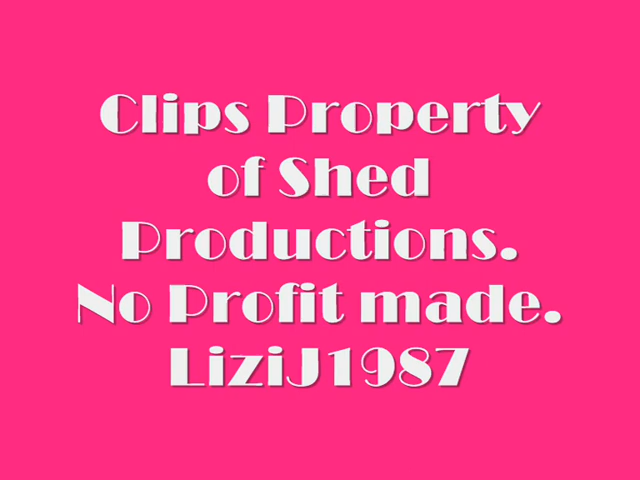 Clips Property
of Shed
Productions.
No Profit made.
LiziJ1987